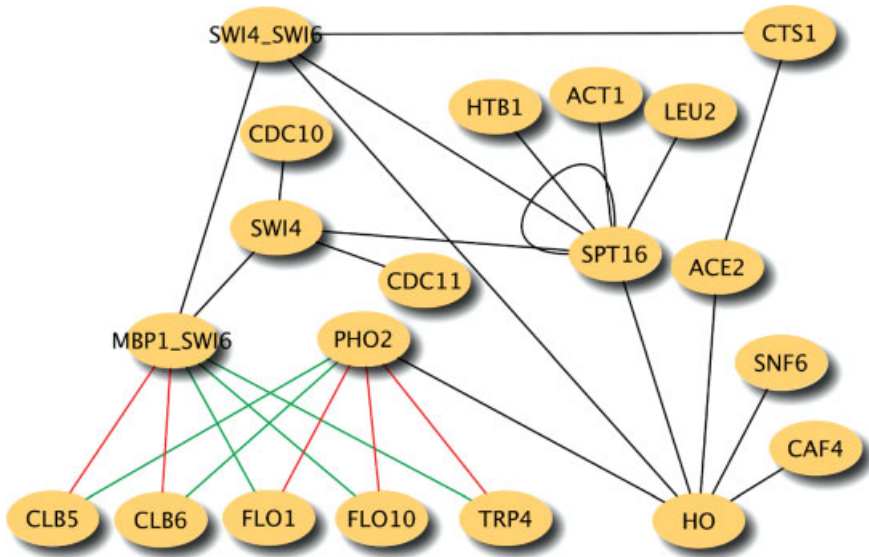 SWI4_SWI6
CTS1
HTB1
ACT1
LEU2
CDC10
SWI4
SPT16
ACE2
CDC11
MBP1_SWI6
PHO2
SNF6
CAF4
CLB5
CLB6
FLO1
FLO10
TRP4
HO